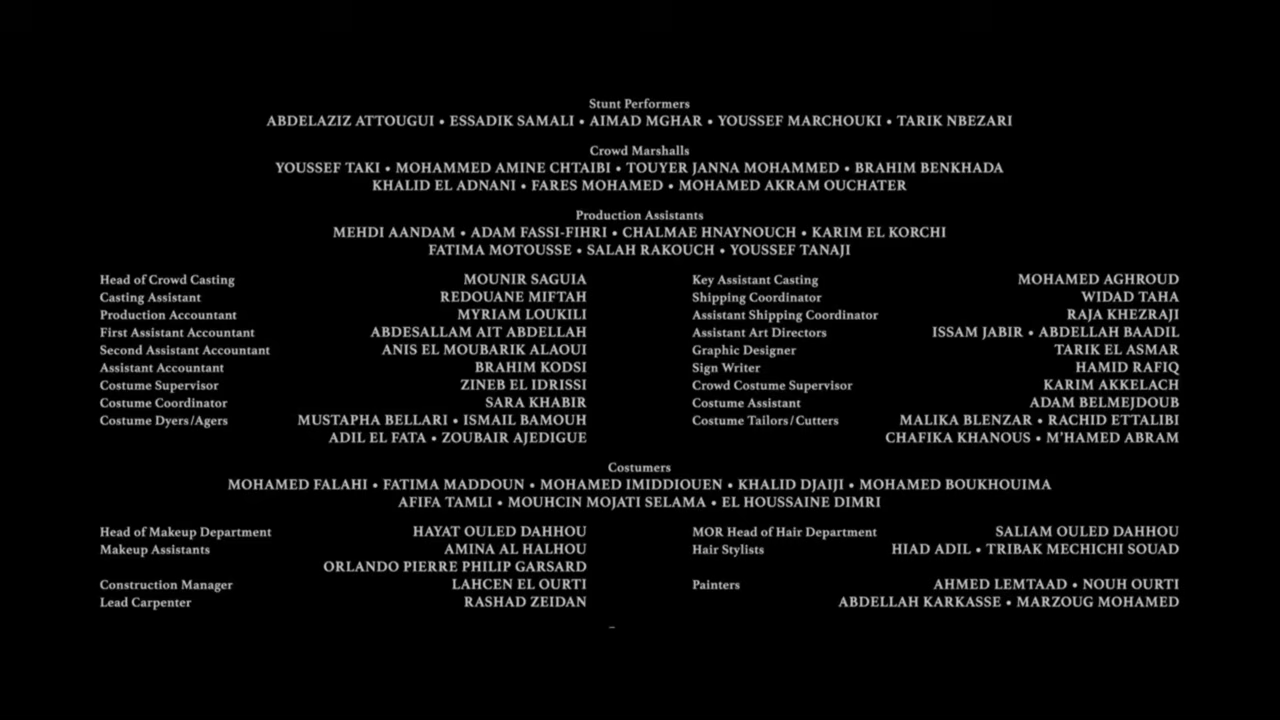 Stunt Performers
ABDELAZIZ ATTOUGUI • ESSADIK SAMALI • AIMAD MGHAR • YOUSSEF MARCHOUKI • TARIK NBEZARI
Crowd Marshalls
YOUSSEF TAKI • MOHAMMED AMINE CHTAIBI • TOUYER JANNA MOHAMMED • BRAHIM BENKHADA
KHALID EL ADNANI • FARES MOHAMED • MOHAMED AKRAM OUCHATER
Production Assistants
MEHDI AANDAM • ADAM FASSI-FIHRI • CHALMAE HNAYNOUCH • KARIM EL KORCHI
FATIMA MOTOUSSE • SALAH RAKOUCH • YOUSSEF TANAJI
Head of Crowd Casting MOUNIR SAGUIA
Casting Assistant REDOUANE MIFTAH
Production Accountant MYRIAM LOUKILI
First Assistant Accountant ABDESALLAM AIT ABDELLAH
Second Assistant Accountant ANIS EL MOUBARIK ALAOUI
Assistant Accountant BRAHIM KODSI
Costume Supervisor ZINEB EL IDRISSI
Costume Coordinator SARA KHABIR
Costume Dyers/Agers MUSTAPHA BELLARI • ISMAIL BAMOUH
ADIL EL FATA • ZOUBAIR AJEDIGUE
Key Assistant Casting MOHAMED AGHROUD
Shipping Coordinator WIDAD TAHA
Assistant Shipping Coordinator RAJA KHEZRAJI
Assistant Art Directors ISSAM JABIR • ABDELLAH BAADIL
Graphic Designer TARIK EL ASMAR
Sign Writer HAMID RAFIQ
Crowd Costume Supervisor KARIM AKKELACH
Costume Assistant ADAM BELMEJDOUB
Costume Tailors/Cutters MALIKA BLENZAR • RACHID ETTALIBI
CHAFIKA KHANOUS • M'HAMED ABRAM
Costumers
MOHAMED FALAHI • FATIMA MADDOUN • MOHAMED IMIDDIOUEN • KHALID DJAIJI • MOHAMED BOUKHOUIMA
AFIFA TAMLI • MOUHCIN MOJATI SELAMA • EL HOUSSAINE DIMRI
Head of Makeup Department HAYAT OULED DAHHOU
Makeup Assistants AMINA AL HALHOU
ORLANDO PIERRE PHILIP GARSARD
Construction Manager LAHCEN EL OURTI
Lead Carpenter RASHAD ZEIDAN
MOR Head of Hair Department SALIAM OULED DAHHOU
Hair Stylists HIAD ADIL • TRIBAK MECHICHI SOUAD
Painters AHMED LEMTAAD • NOUH OURTI
ABDELLAH KARKASSE • MARZOUG MOHAMED